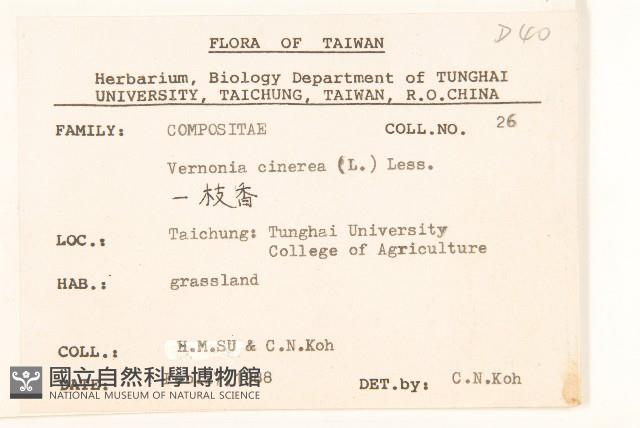 D40
FLORA OF TAIWAN
Herbarium, Biology Department of TUNGHAI
UNIVERSITY, TAICHUNG, TAIWAN, R.O.CHINA
FAMILY: COMPOSITAE COLL.NO. 26
Vernonia cinerea (L.) Less.
一枝香
LOC.: Taichung: Tunghai University
College of Agriculture
HAB.: grassland
COLL.: H.M.SU & C.N.Koh
DATE: DET.by: C.N.Koh
國立自然科學博物館
NATIONAL MUSEUM OF NATURAL SCIENCE